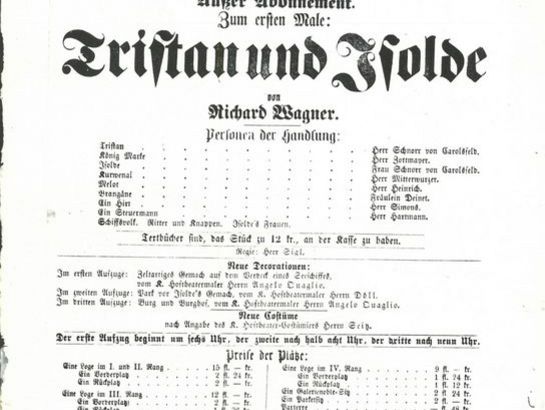 Außer Abonnement.
Zum ersten Male:
Tristan und Isolde
von
Richard Wagner.
Personen der Handlung:
Tristan . . . . . . . Herr Schnorr von Carolsfeld.
König Marke . . . . . . . Herr Zottmayer.
Isolde . . . . . . . Frau Schnorr von Carolsfeld.
Kurwenal . . . . . . . Herr Mitterwurzer.
Melot . . . . . . . Herr Heinrich.
Brangäne . . . . . . . Fräulein Deinet.
Ein Hirt . . . . . . . Herr Simons.
Ein Steuermann . . . . . . . Herr Hartmann.
Schiffsvolk. Ritter und Knappen. Isolde's Frauen.
Textbücher sind, das Stück zu 12 kr., an der Kasse zu haben.
Regie: Herr Sigl.
Neue Decorationen:
Im ersten Aufzuge: Zeltartiges Gemach auf dem Verdeck eines Seeschiffes,
vom K. Hoftheatermaler Herrn Angelo Quaglio.
Im zweiten Aufzuge: Park vor Isolde's Gemach, vom K. Hoftheatermaler Herrn Döll.
Im dritten Aufzuge: Burg und Burghof, vom K. Hoftheatermaler Herrn Angelo Quaglio.
Neue Costüme
nach Angabe des K. Hoftheater-Costümiers Herrn Seitz.
Der erste Aufzug beginnt um sechs Uhr, der zweite nach halb acht Uhr, der dritte nach neun Uhr.
Preise der Plätze:
Eine Loge im I. und II. Rang . 15 fl. — kr.
Ein Vorderplatz . . 2 fl. 24 kr.
Ein Rückplatz . . 2 fl. — kr.
Eine Loge im III. Rang . . 12 fl. — kr.
Ein Vorderplatz . . 2 fl. — kr.
Ein Rückplatz
Eine Loge im IV. Rang . . 9 fl. — kr.
Ein Vorderplatz . . 1 fl. 24 kr.
Ein Rückplatz . . 1 fl. 12 kr.
Ein Galerienoble-Sitz . . 2 fl. 24 kr.
Ein Parketsitz . . 2 fl. — kr.
Parterre